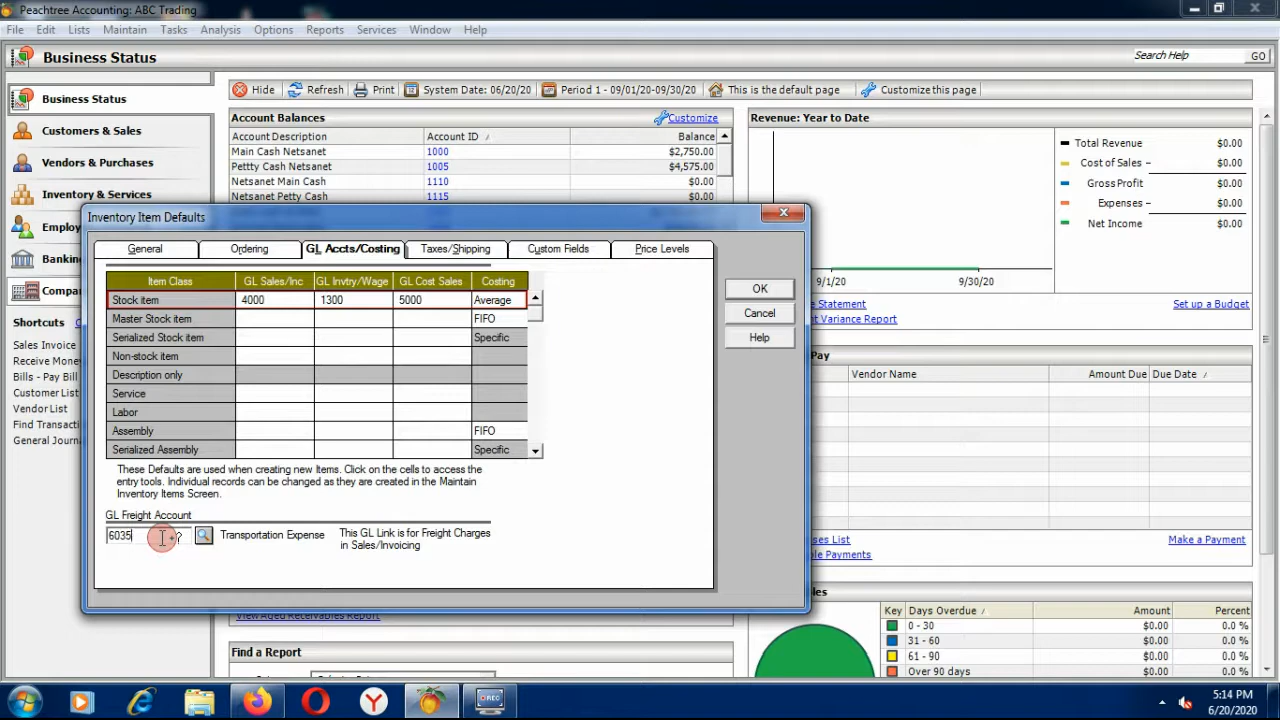 Peachtree Accounting: ABC Trading
File Edit Lists Maintain Tasks Analysis Options Reports Services Window Help
Business Status
Search Help GO
Business Status
Customers & Sales
Vendors & Purchases
Inventory & Services
Employ
Bankin
Compan
Shortcuts C
Sales Invoice
Receive Money
Bills - Pay Bill
Customer List
Vendor List
Find Transacti
General Journa
Hide Refresh Print System Date: 06/20/20 Period 1 - 09/01/20-09/30/20 This is the default page Customize this page
Account Balances Customize
Account Description Account ID / Balance
Main Cash Netsanet 1000 $2,750.00
Pettty Cash Netsanet 1005 $4,575.00
Netsanet Main Cash 1110 $0.00
Netsanet Petty Cash 1115 $0.00
Revenue: Year to Date
Total Revenue $0.00
Cost of Sales - $0.00
Gross Profit $0.00
Expenses - $0.00
Net Income $0.00
9/1/20 9/30/20
e Statement Set up a Budget
nt Variance Report
Pay
Vendor Name Amount Due Due Date /
es List Make a Payment
ble Payments
Inventory Item Defaults
General Ordering GL Accts/Costing Taxes/Shipping Custom Fields Price Levels
Item Class GL Sales/Inc GL Invtry/Wage GL Cost Sales Costing
Stock item 4000 1300 5000 Average
Master Stock item FIFO
Serialized Stock item Specific
Non-stock item
Description only
Service
Labor
Assembly FIFO
Serialized Assembly Specific
These Defaults are used when creating new Items. Click on the cells to access the
entry tools. Individual records can be changed as they are created in the Maintain
Inventory Items Screen.
GL Freight Account
6035 ? Transportation Expense This GL Link is for Freight Charges
in Sales/Invoicing
OK
Cancel
Help
View Aged Receivables Report
Find a Report
les
Key Days Overdue / Amount Percent
0 - 30 $0.00 0.0 %
31 - 60 $0.00 0.0 %
61 - 90 $0.00 0.0 %
Over 90 days $0.00 0.0 %
REC
5:14 PM
6/20/2020